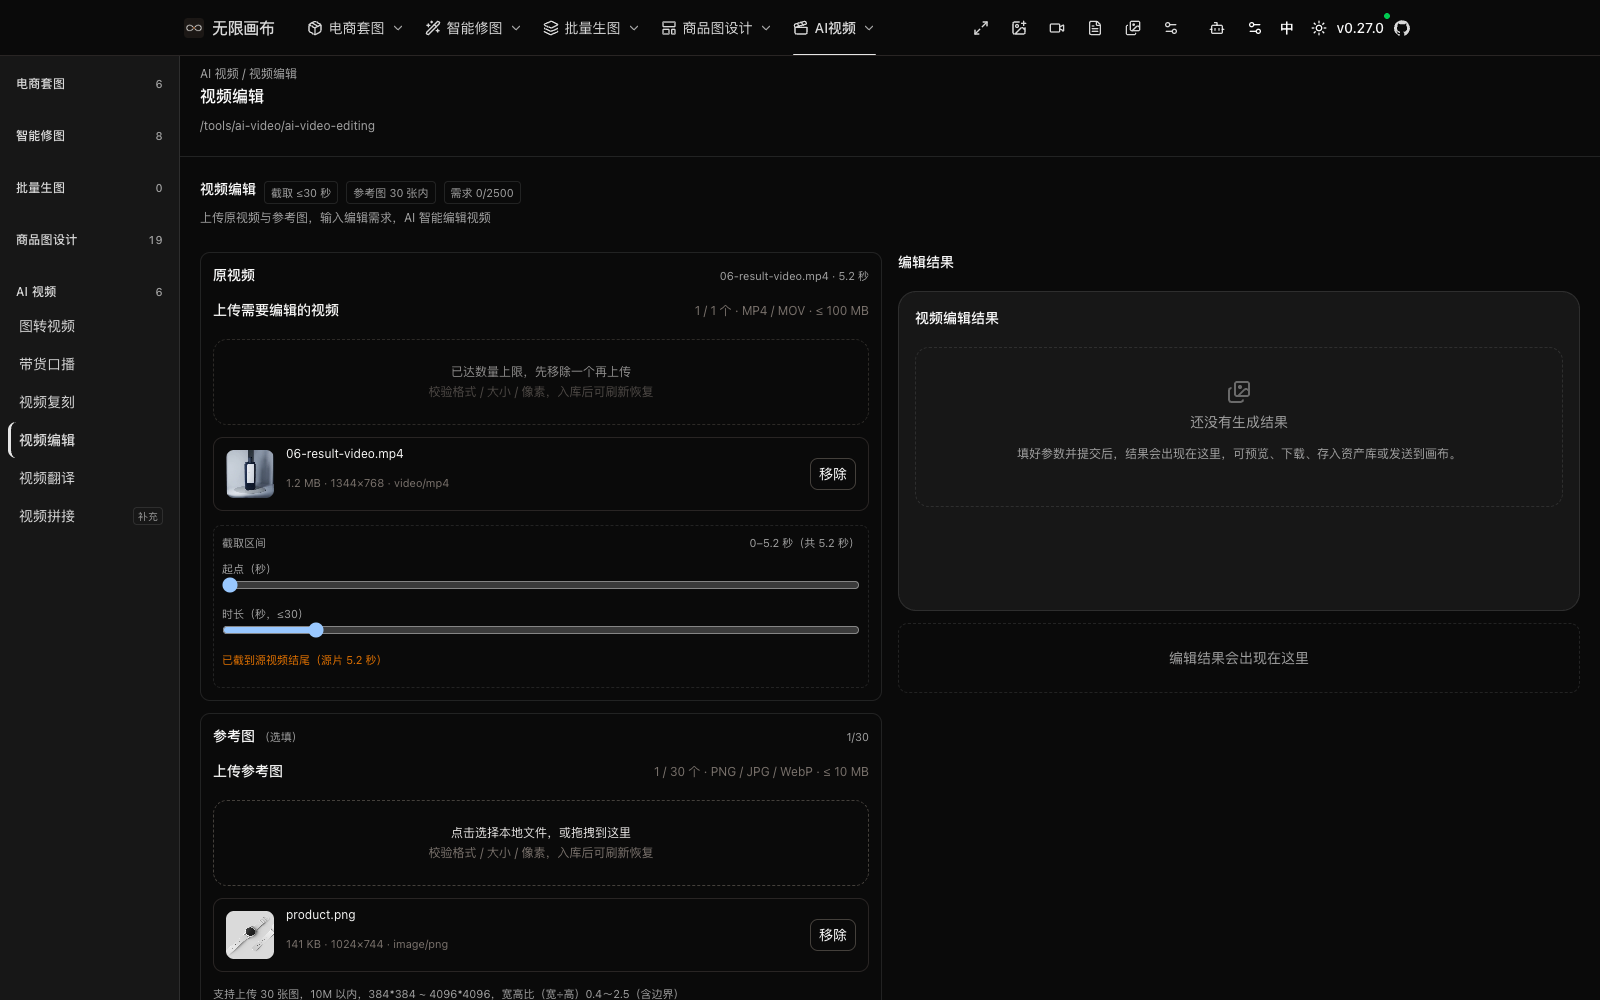 无限画布
电商套图
智能修图
批量生图
商品图设计
AI视频
中
v0.27.0
电商套图 6
智能修图 8
批量生图 0
商品图设计 19
AI 视频 6
图转视频
带货口播
视频复刻
视频编辑
视频翻译
视频拼接 补充
AI 视频 / 视频编辑
视频编辑
/tools/ai-video/ai-video-editing
视频编辑 截取 ≤30 秒 参考图 30 张内 需求 0/2500
上传原视频与参考图，输入编辑需求，AI 智能编辑视频
原视频 06-result-video.mp4 · 5.2 秒
上传需要编辑的视频 1 / 1 个 · MP4 / MOV · ≤ 100 MB
已达数量上限，先移除一个再上传
校验格式 / 大小 / 像素，入库后可刷新恢复
06-result-video.mp4
1.2 MB · 1344×768 · video/mp4
移除
截取区间 0–5.2 秒（共 5.2 秒）
起点（秒）
时长（秒，≤30）
已截到源视频结尾（源片 5.2 秒）
参考图 （选填） 1/30
上传参考图 1 / 30 个 · PNG / JPG / WebP · ≤ 10 MB
点击选择本地文件，或拖拽到这里
校验格式 / 大小 / 像素，入库后可刷新恢复
product.png
141 KB · 1024×744 · image/png
移除
支持上传 30 张图，10M 以内，384*384 ~ 4096*4096，宽高比（宽÷高）0.4～2.5（含边界）
编辑结果
视频编辑结果
还没有生成结果
填好参数并提交后，结果会出现在这里，可预览、下载、存入资产库或发送到画布。
编辑结果会出现在这里